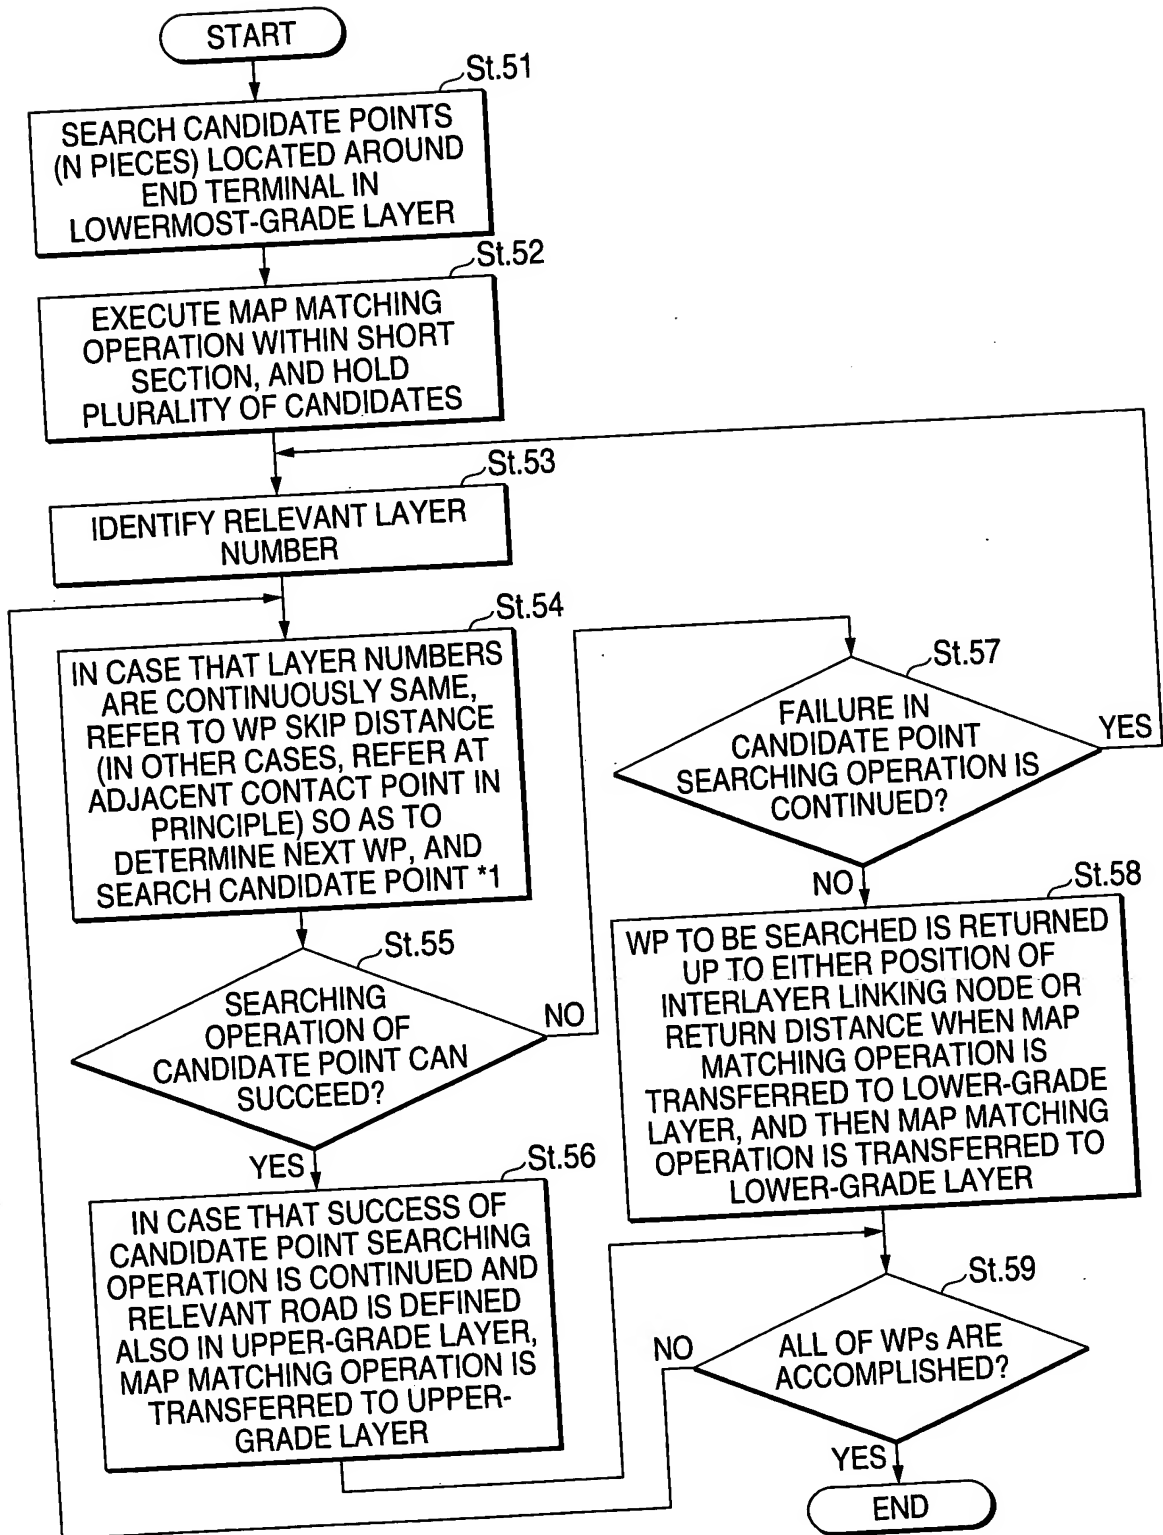 START
St.51
SEARCH CANDIDATE POINTS
(N PIECES) LOCATED AROUND
END TERMINAL IN
LOWERMOST-GRADE LAYER
St.52
EXECUTE MAP MATCHING
OPERATION WITHIN SHORT
SECTION, AND HOLD
PLURALITY OF CANDIDATES
St.53
IDENTIFY RELEVANT LAYER
NUMBER
St.54
IN CASE THAT LAYER NUMBERS
ARE CONTINUOUSLY SAME,
REFER TO WP SKIP DISTANCE
(IN OTHER CASES, REFER AT
ADJACENT CONTACT POINT IN
PRINCIPLE) SO AS TO
DETERMINE NEXT WP, AND
SEARCH CANDIDATE POINT *1
St.55
SEARCHING
OPERATION OF
CANDIDATE POINT CAN
SUCCEED?
NO
YES
St.56
IN CASE THAT SUCCESS OF
CANDIDATE POINT SEARCHING
OPERATION IS CONTINUED AND
RELEVANT ROAD IS DEFINED
ALSO IN UPPER-GRADE LAYER,
MAP MATCHING OPERATION IS
TRANSFERRED TO UPPER-
GRADE LAYER
St.57
FAILURE IN
CANDIDATE POINT
SEARCHING OPERATION IS
CONTINUED?
YES
NO
St.58
WP TO BE SEARCHED IS RETURNED
UP TO EITHER POSITION OF
INTERLAYER LINKING NODE OR
RETURN DISTANCE WHEN MAP
MATCHING OPERATION IS
TRANSFERRED TO LOWER-GRADE
LAYER, AND THEN MAP MATCHING
OPERATION IS TRANSFERRED TO
LOWER-GRADE LAYER
St.59
ALL OF WPs ARE
ACCOMPLISHED?
NO
YES
END